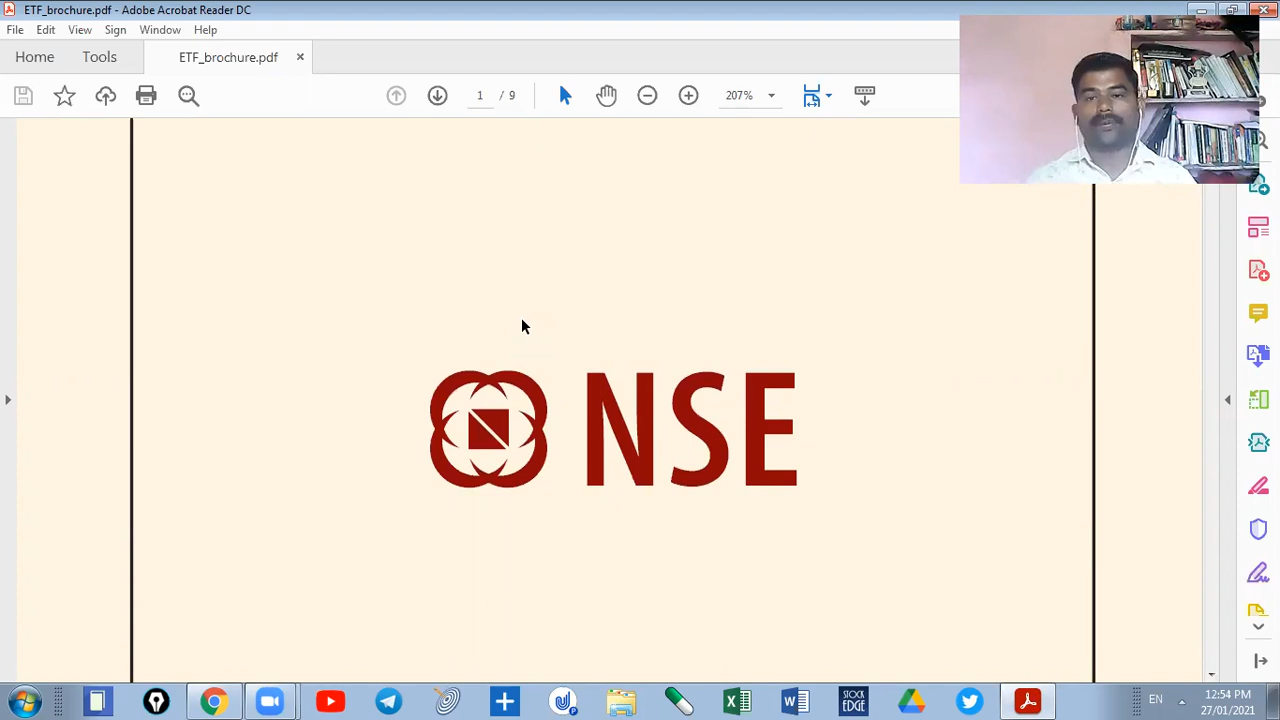 ETF_brochure.pdf - Adobe Acrobat Reader DC
File Edit View Window Help
Sign
Home Tools ETF_brochure.pdf ×
1 / 9 207%
NSE
STOCK EDGE
EN
12:54 PM
27/01/2021